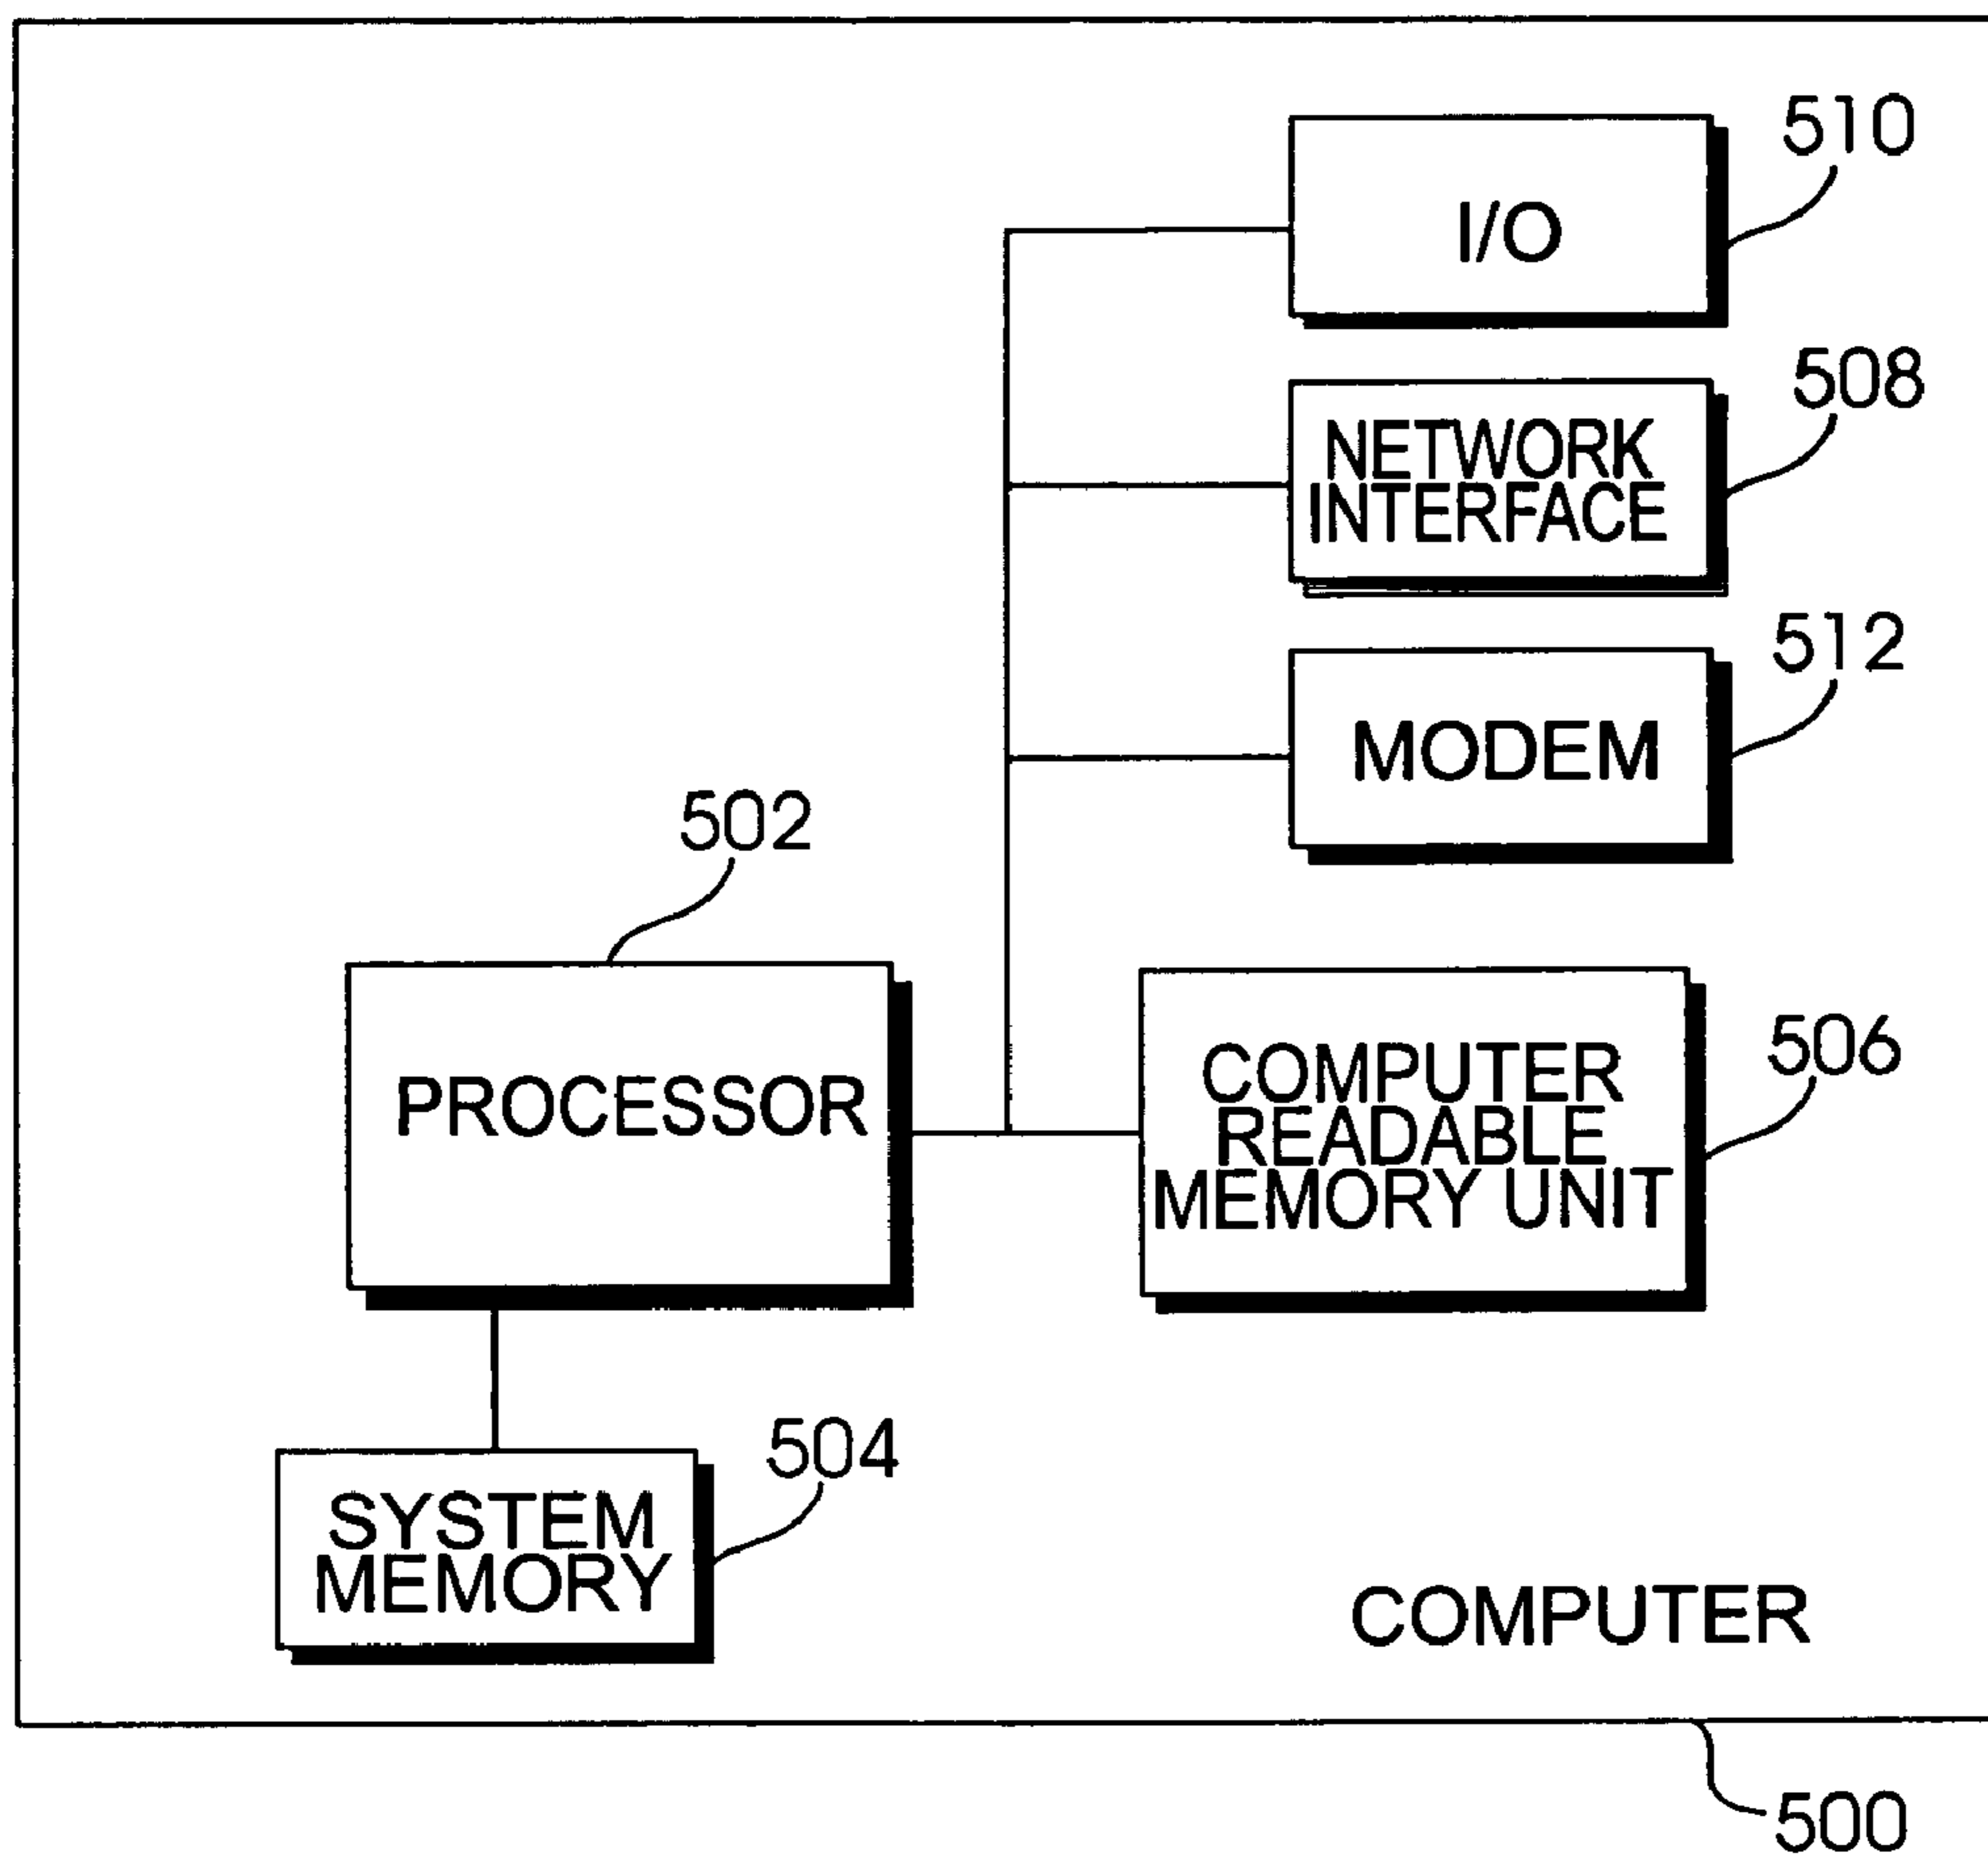 510
I/O
508
NETWORK
INTERFACE
512
MODEM
502
PROCESSOR
COMPUTER
READABLE
MEMORY UNIT
506
504
SYSTEM
MEMORY
COMPUTER
500